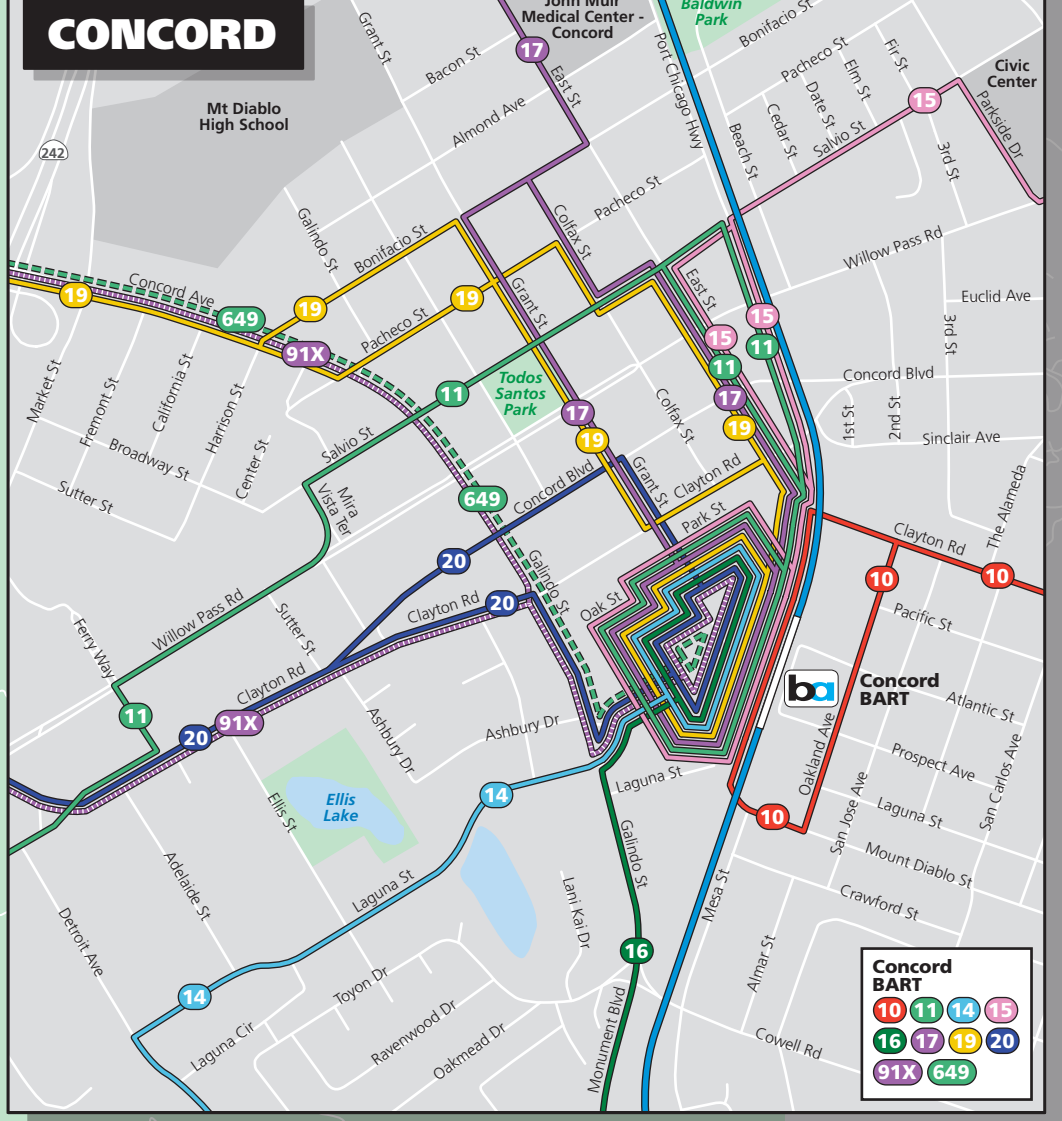 CONCORD
John Muir
Medical Center -
Concord
Baldwin
Park
Bonifacio St
Grant St
17
Port Chicago Hwy
Pacheco St
Fir St
Elm St
Civic
Center
Bacon St
East St
Date St
15
Parkside Dr
Mt Diablo
High School
Almond Ave
Cedar St
Salvio St
Beach St
3rd St
242
Galindo St
Colfax St
Pacheco St
Bonifacio St
Willow Pass Rd
Concord Ave
19
649
19
19
Grant St
East St
Euclid Ave
Pacheco St
15
3rd St
91X
15
11
11
Market St
Fremont St
California St
Harrison St
11
Todos
Santos
Park
17
Concord Blvd
Colfax St
17
19
19
1st St
2nd St
Sinclair Ave
Broadway St
Center St
Salvio St
Sutter St
Mira
Vista Ter
649
Concord Blvd
Grant St
Clayton Rd
Park St
The Alameda
Clayton Rd
20
Galindo St
10
10
Willow Pass Rd
Sutter St
Clayton Rd
20
Oak St
Pacific St
Ferry Way
Clayton Rd
ba
Concord
BART
11
20
91X
Ashbury Dr
Ashbury Dr
Atlantic St
Oakland Ave
Prospect Ave
San Carlos Ave
Laguna St
14
Ellis St
Ellis
Lake
10
San Jose Ave
Laguna St
Galindo St
Mount Diablo St
Adelaide St
Laguna St
Lani Kai Dr
Mesa St
Crawford St
Detroit Ave
16
Almar St
14
Toyon Dr
Laguna Cir
Ravenwood Dr
Oakmead Dr
Monument Blvd
Cowell Rd
Concord
BART
10 11 14 15
16 17 19 20
91X 649